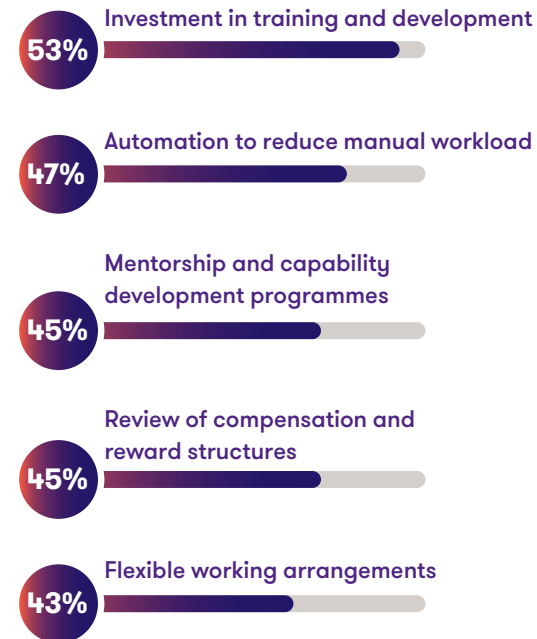 Investment in training and development
53%
Automation to reduce manual workload
47%
Mentorship and capability
development programmes
45%
Review of compensation and
reward structures
45%
Flexible working arrangements
43%